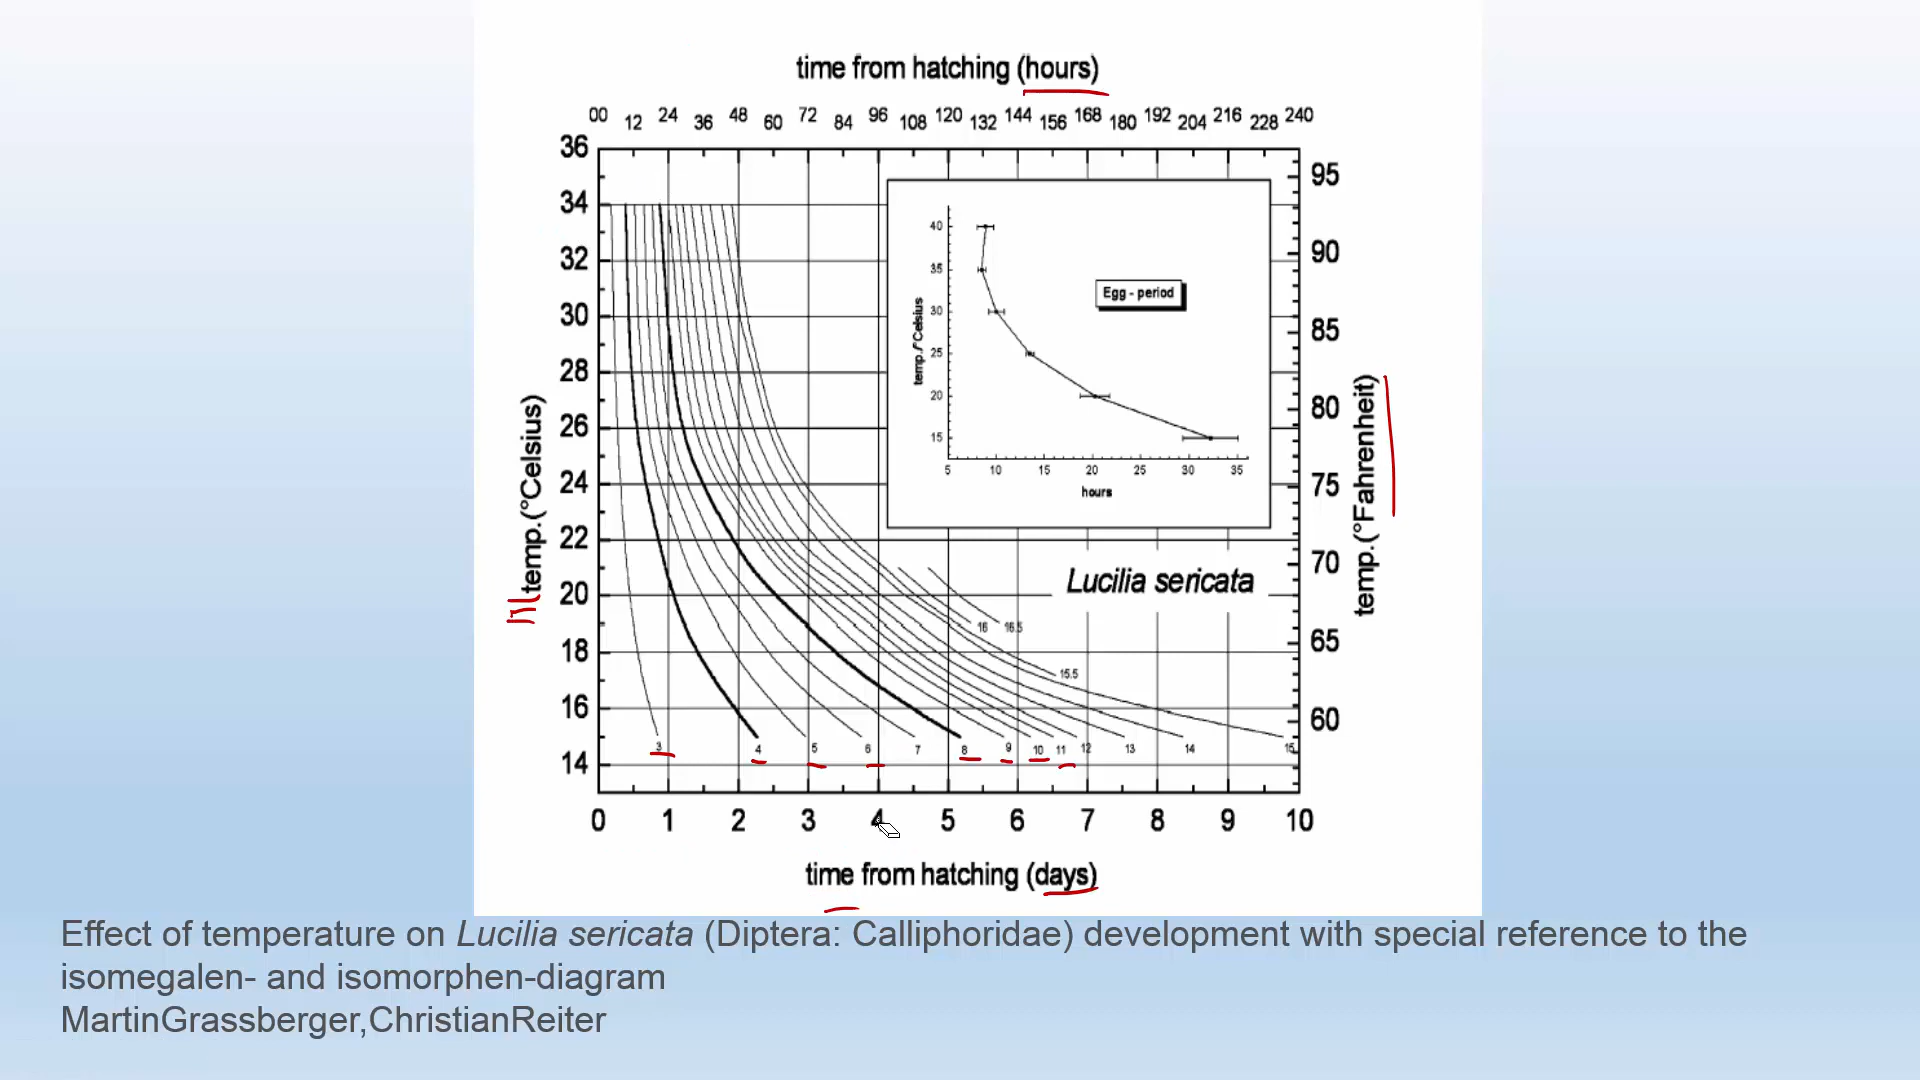 time from hatching (hours)
00 12 24 36 48 60 72 84 96 108 120 132 144 156 168 180 192 204 216 228 240
36
34
32
30
28
26
24
22
20
18
16
14
temp.(°Celsius)
95
90
85
80
75
70
65
60
temp.(°Fahrenheit)
40
35
30
25
20
15
temp./°Celsius
Egg - period
5 10 15 20 25 30 35
hours
Lucilia sericata
16 16.5
15.5
3 4 5 6 7 8 9 10 11 12 13 14 15
0 1 2 3 4 5 6 7 8 9 10
time from hatching (days)
Effect of temperature on Lucilia sericata (Diptera: Calliphoridae) development with special reference to the
isomegalen- and isomorphen-diagram
MartinGrassberger,ChristianReiter